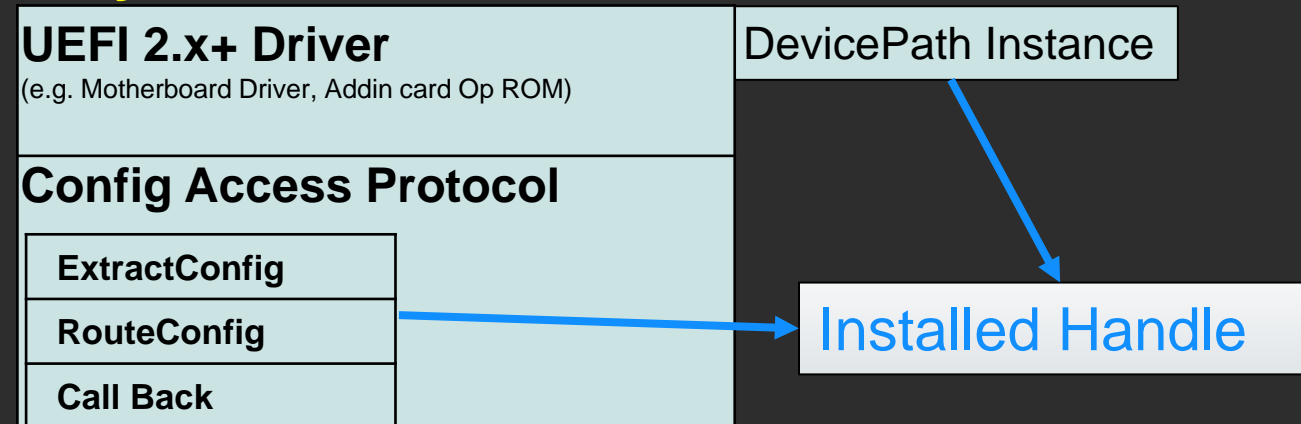 UEFI 2.x+ Driver
(e.g. Motherboard Driver, Addin card Op ROM)
DevicePath Instance
Config Access Protocol
ExtractConfig
RouteConfig
Call Back
Installed Handle